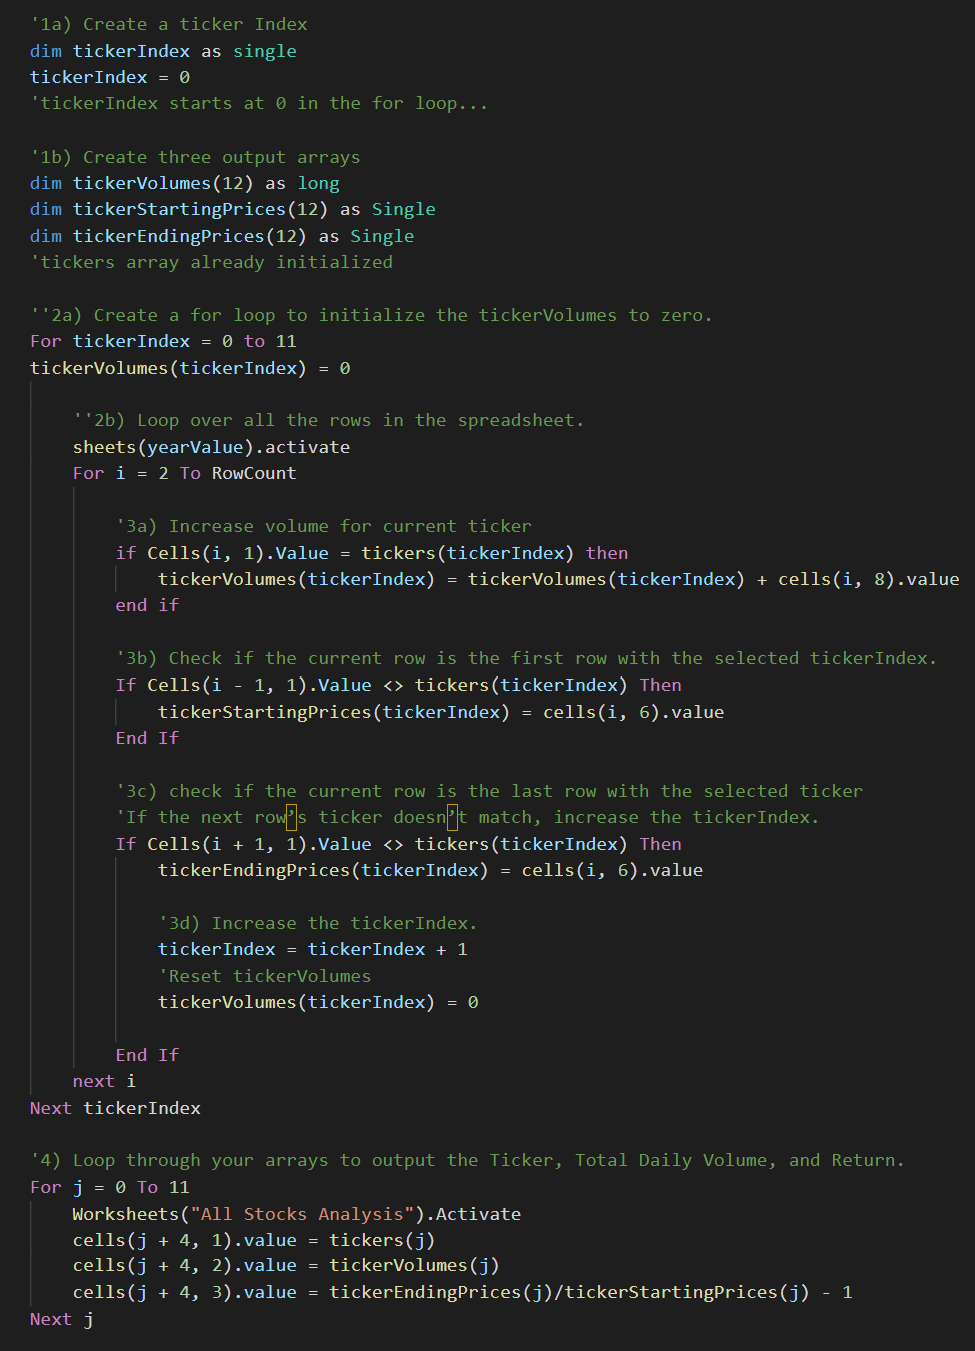 '1a) Create a ticker Index
dim tickerIndex as single
tickerIndex = 0
'tickerIndex starts at 0 in the for loop...
'1b) Create three output arrays
dim tickerVolumes(12) as long
dim tickerStartingPrices(12) as Single
dim tickerEndingPrices(12) as Single
'tickers array already initialized
''2a) Create a for loop to initialize the tickerVolumes to zero.
For tickerIndex = 0 to 11
tickerVolumes(tickerIndex) = 0
''2b) Loop over all the rows in the spreadsheet.
sheets(yearValue).activate
For i = 2 To RowCount
'3a) Increase volume for current ticker
if Cells(i, 1).Value = tickers(tickerIndex) then
tickerVolumes(tickerIndex) = tickerVolumes(tickerIndex) + cells(i, 8).value
end if
'3b) Check if the current row is the first row with the selected tickerIndex.
If Cells(i - 1, 1).Value <> tickers(tickerIndex) Then
tickerStartingPrices(tickerIndex) = cells(i, 6).value
End If
'3c) check if the current row is the last row with the selected ticker
'If the next row’s ticker doesn’t match, increase the tickerIndex.
If Cells(i + 1, 1).Value <> tickers(tickerIndex) Then
tickerEndingPrices(tickerIndex) = cells(i, 6).value
'3d) Increase the tickerIndex.
tickerIndex = tickerIndex + 1
'Reset tickerVolumes
tickerVolumes(tickerIndex) = 0
End If
next i
Next tickerIndex
'4) Loop through your arrays to output the Ticker, Total Daily Volume, and Return.
For j = 0 To 11
Worksheets("All Stocks Analysis").Activate
cells(j + 4, 1).value = tickers(j)
cells(j + 4, 2).value = tickerVolumes(j)
cells(j + 4, 3).value = tickerEndingPrices(j)/tickerStartingPrices(j) - 1
Next j